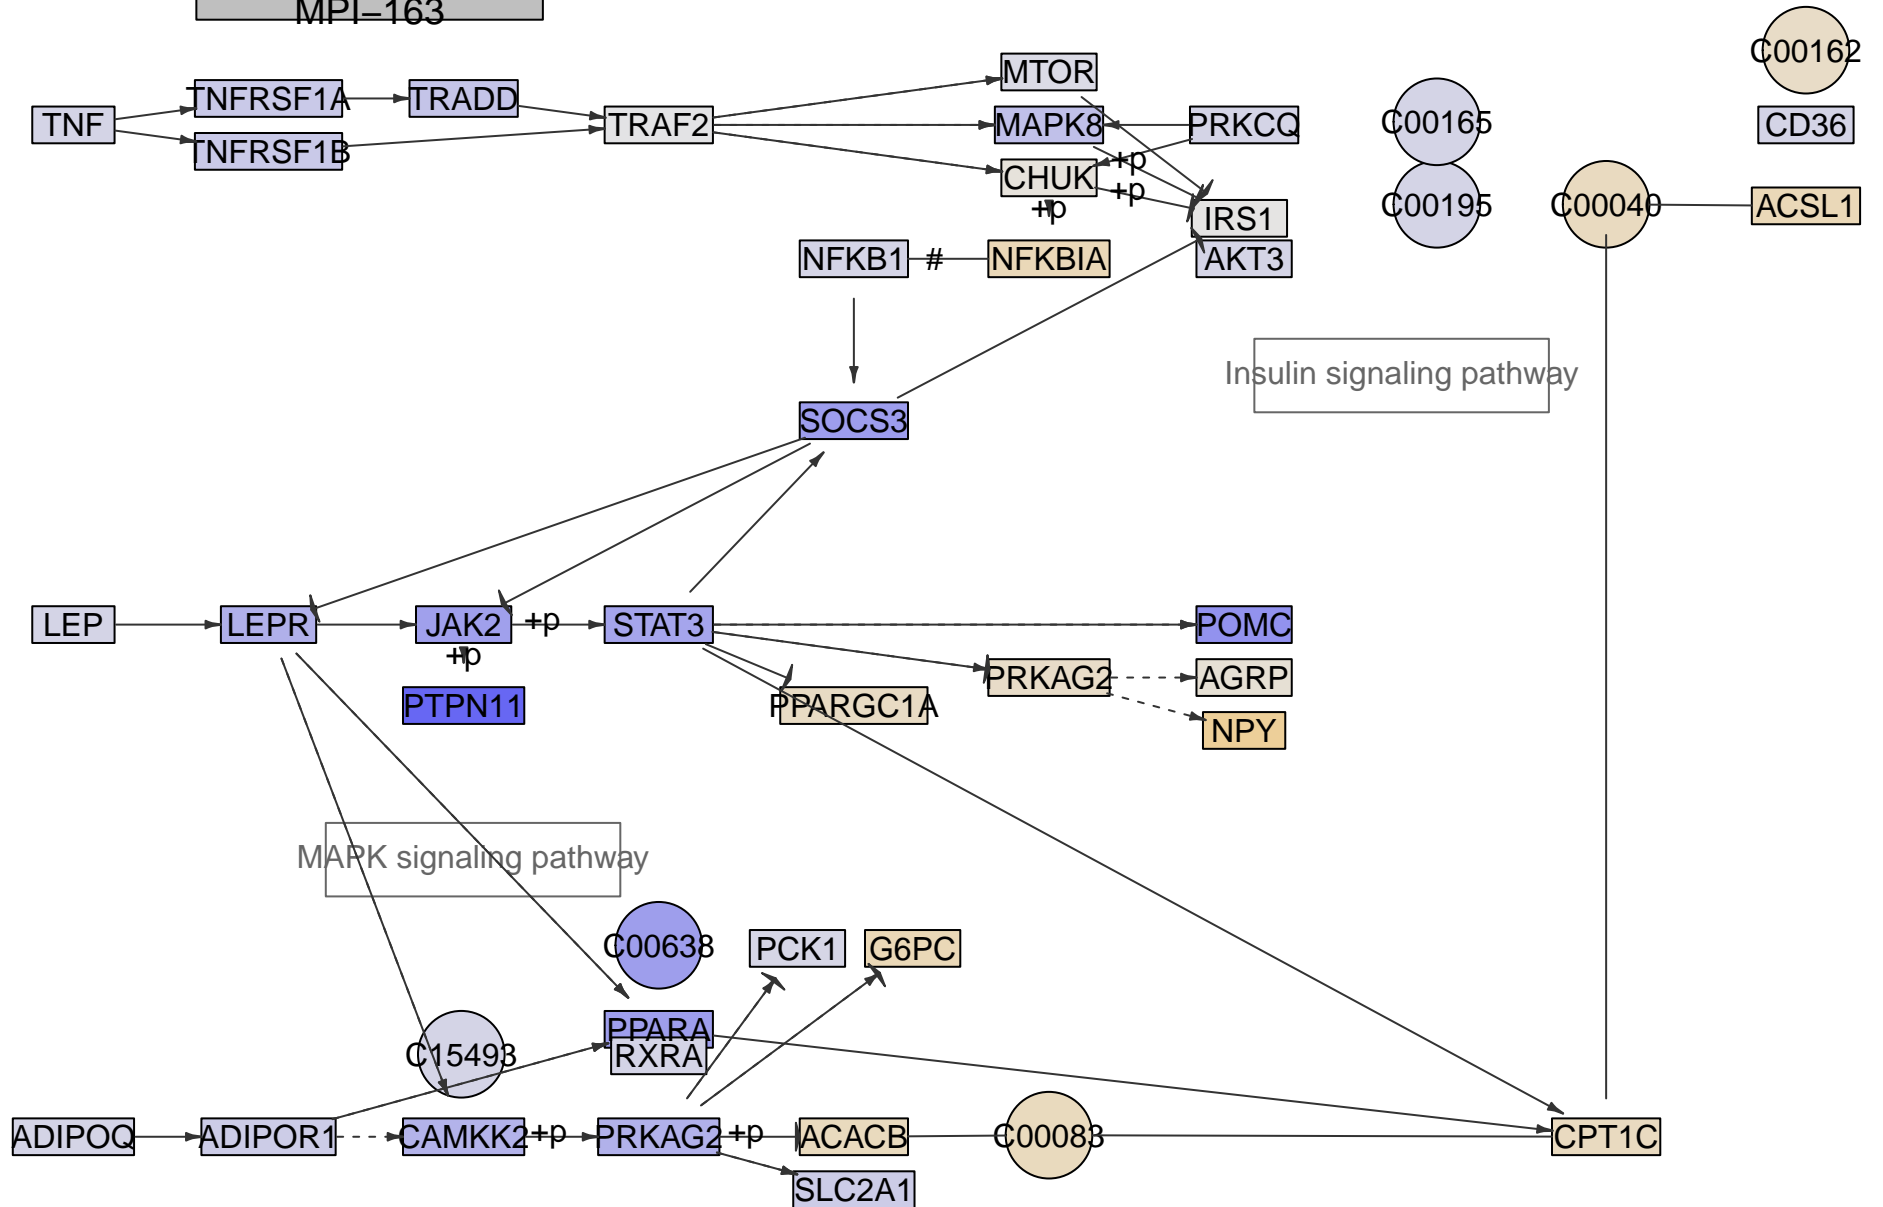 MPI−163
C00162
TNF
TNFRSF1A
TNFRSF1B
TRADD
TRAF2
MTOR
MAPK8
PRKCQ
CHUK
+p
+p
+p
IRS1
C00165
C00195
C00040
CD36
ACSL1
NFKB1
#
NFKBIA
AKT3
Insulin signaling pathway
SOCS3
LEP
LEPR
JAK2
+p
STAT3
POMC
+p
PTPN11
PPARGC1A
PRKAG2
AGRP
NPY
MAPK signaling pathway
C00638
PCK1
G6PC
C15493
PPARA
RXRA
ADIPOQ
ADIPOR1
CAMKK2
+p
PRKAG2
+p
ACACB
C00083
CPT1C
SLC2A1